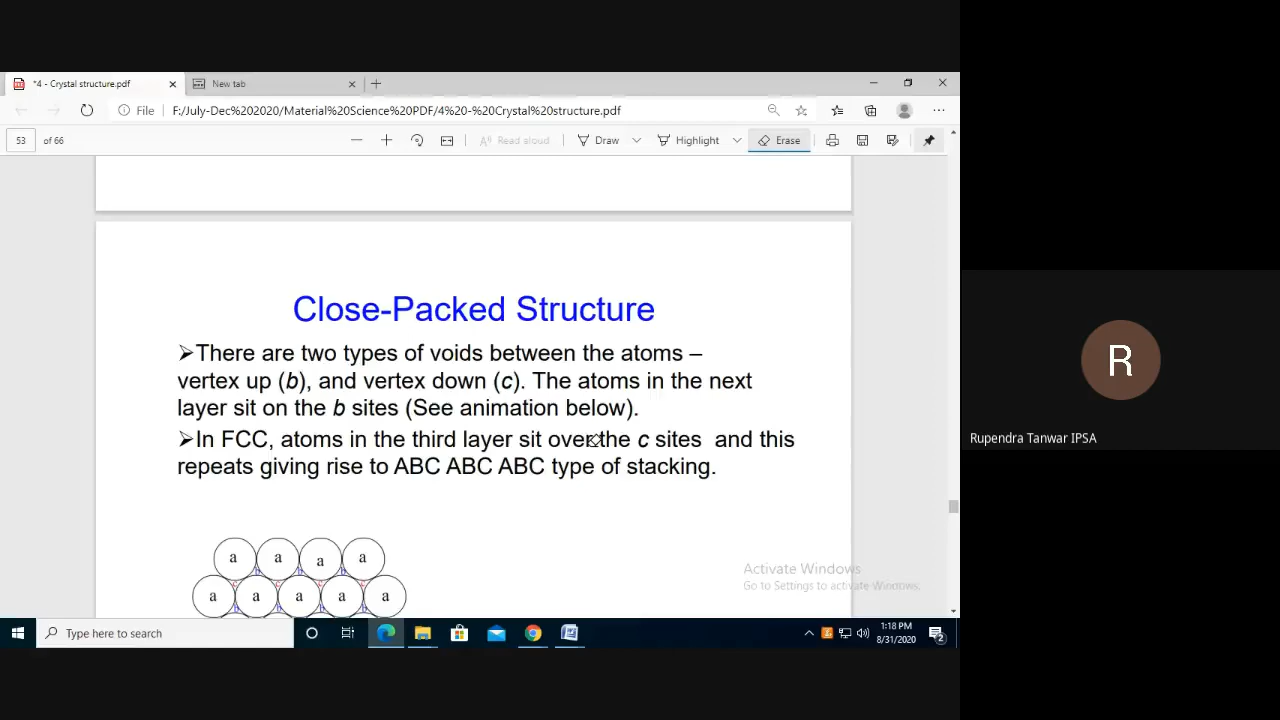 *4 - Crystal structure.pdf
New tab
File
F:/July-Dec%202020/Material%20Science%20PDF/4%20-%20Crystal%20structure.pdf
53
of 66
Read aloud
Draw
Highlight
Erase
Close-Packed Structure
➢There are two types of voids between the atoms –
vertex up (b), and vertex down (c). The atoms in the next
layer sit on the b sites (See animation below).
➢In FCC, atoms in the third layer sit over the c sites and this
repeats giving rise to ABC ABC ABC type of stacking.
a a a a
a a a a a
Activate Windows
Go to Settings to activate Windows.
Type here to search
1:18 PM
8/31/2020
2
R
Rupendra Tanwar IPSA